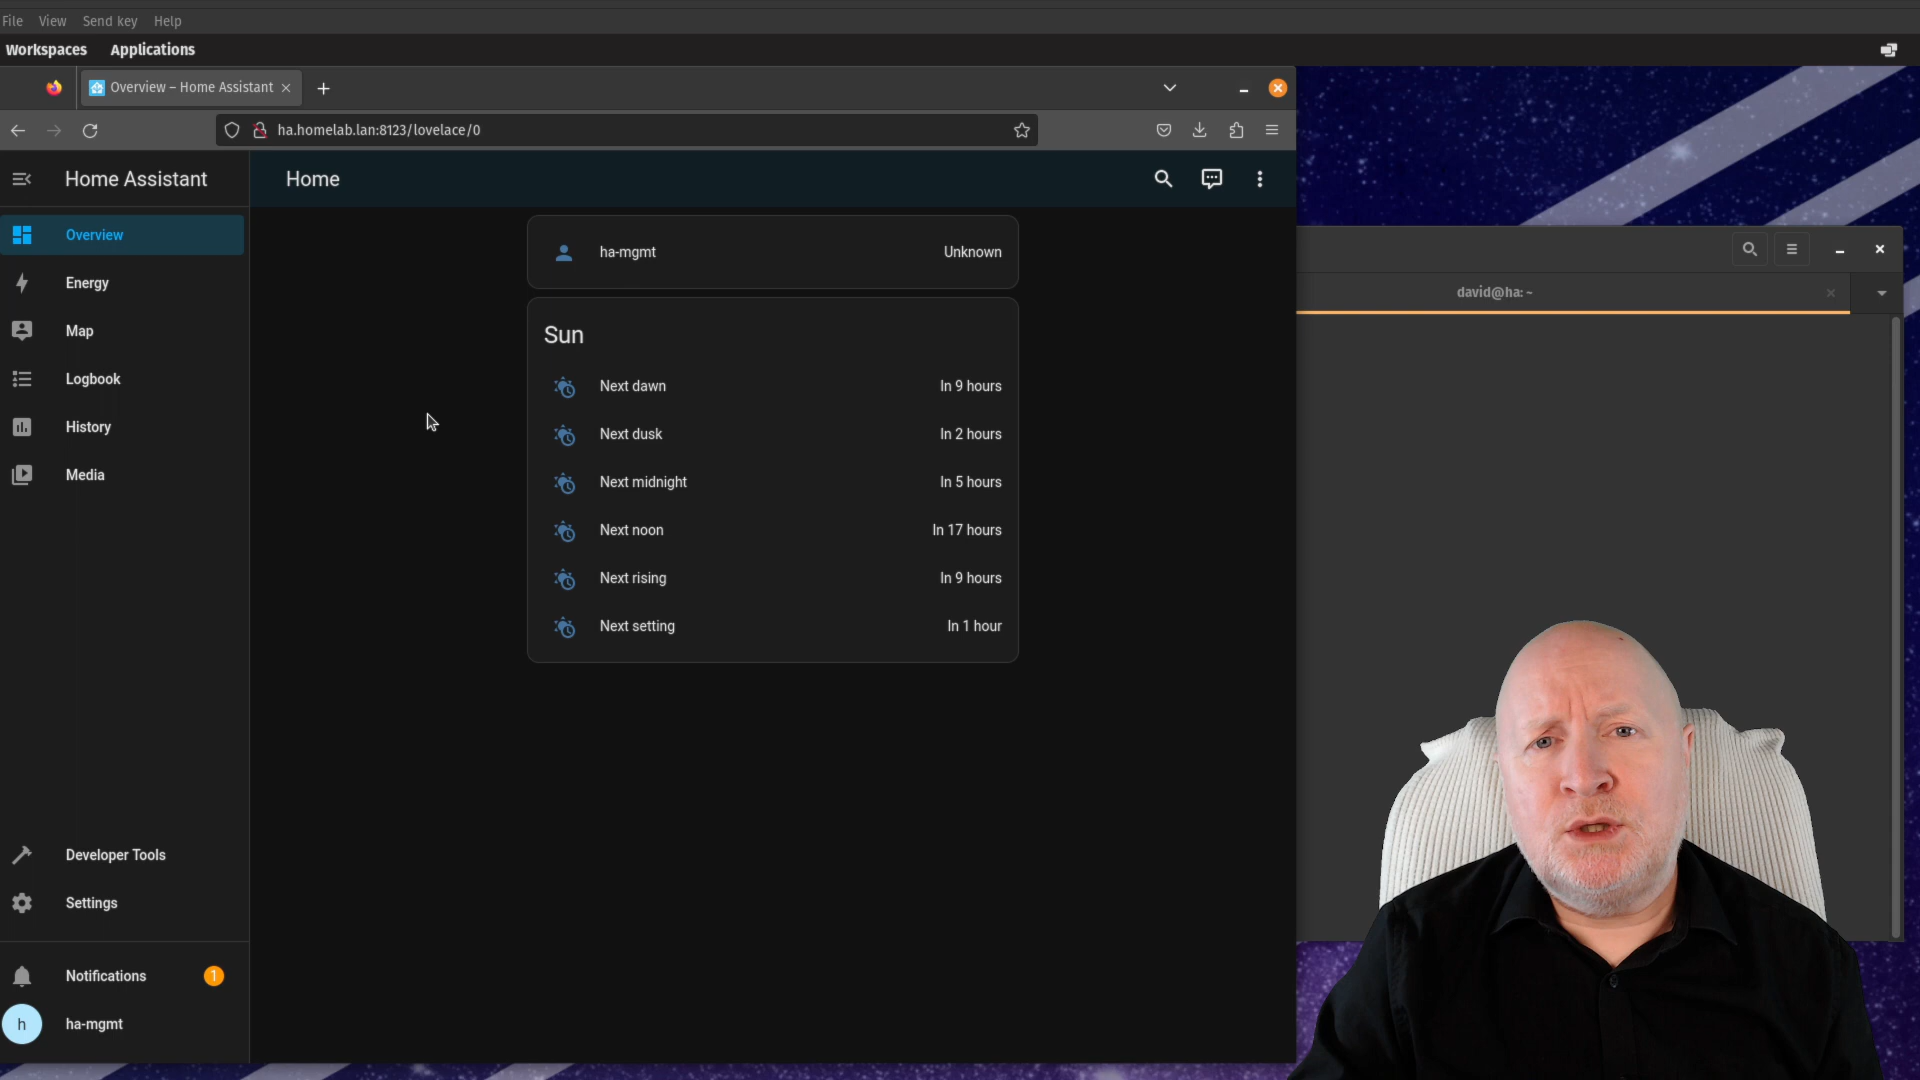 File View Send key Help
Workspaces Applications
Overview – Home Assistant
ha.homelab.lan:8123/lovelace/0
Home Assistant
Home
Overview
Energy
Map
Logbook
History
Media
Developer Tools
Settings
Notifications 1
h ha-mgmt
ha-mgmt Unknown
Sun
Next dawn In 9 hours
Next dusk In 2 hours
Next midnight In 5 hours
Next noon In 17 hours
Next rising In 9 hours
Next setting In 1 hour
david@ha: ~